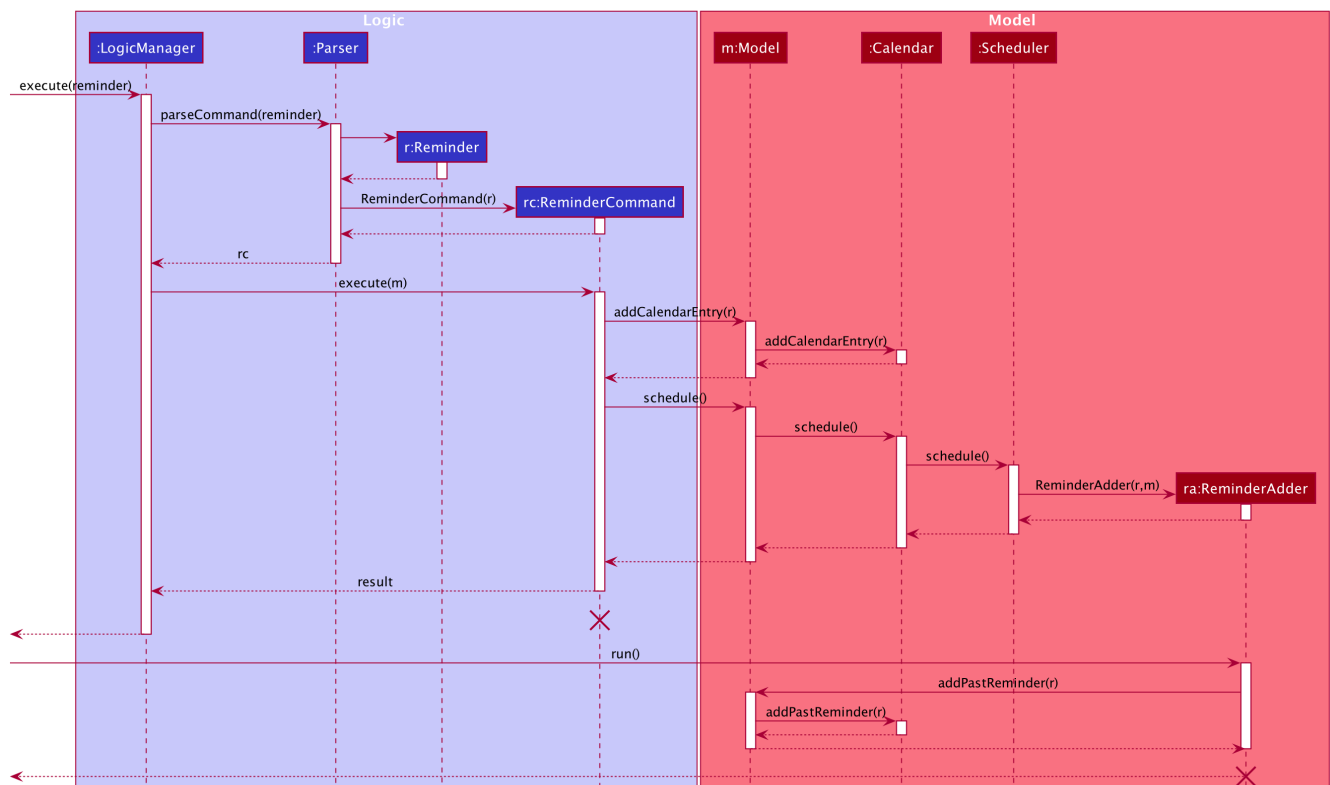 Logic
Model
:LogicManager
:Parser
m:Model
:Calendar
:Scheduler
execute(reminder)
parseCommand(reminder)
r:Reminder
ReminderCommand(r)
rc:ReminderCommand
rc
execute(m)
addCalendarEntry(r)
addCalendarEntry(r)
schedule()
schedule()
schedule()
ReminderAdder(r,m)
ra:ReminderAdder
result
run()
addPastReminder(r)
addPastReminder(r)